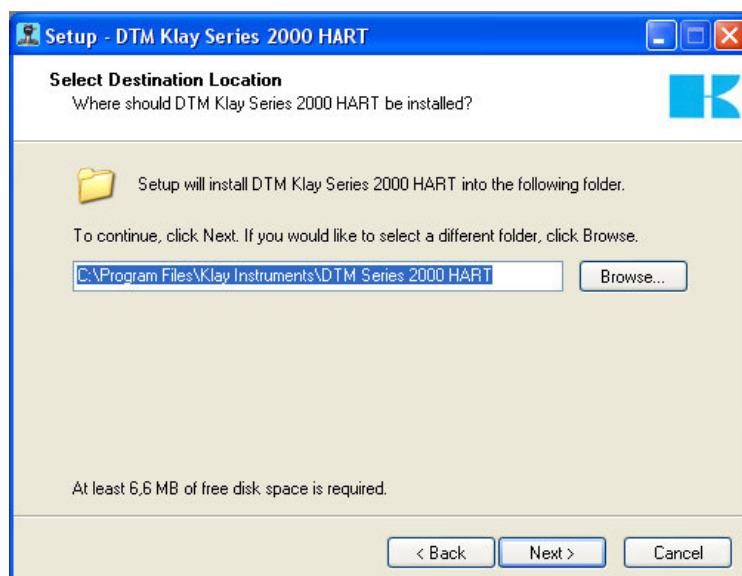 Setup - DTM Klay Series 2000 HART
Select Destination Location
Where should DTM Klay Series 2000 HART be installed?
Setup will install DTM Klay Series 2000 HART into the following folder.
To continue, click Next. If you would like to select a different folder, click Browse.
C:\Program Files\Klay Instruments\DTM Series 2000 HART
Browse...
At least 6,6 MB of free disk space is required.
< Back Next > Cancel